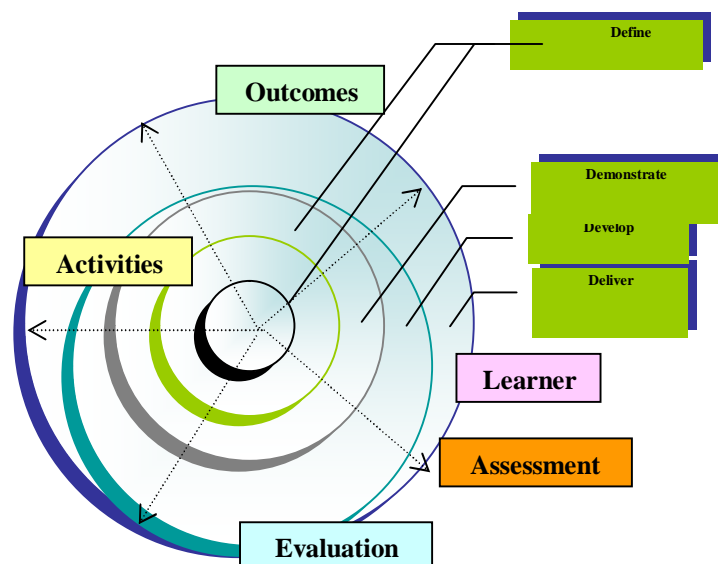 Define
Outcomes
Demonstrate
Develop
Activities
Deliver
Learner
Assessment
Evaluation